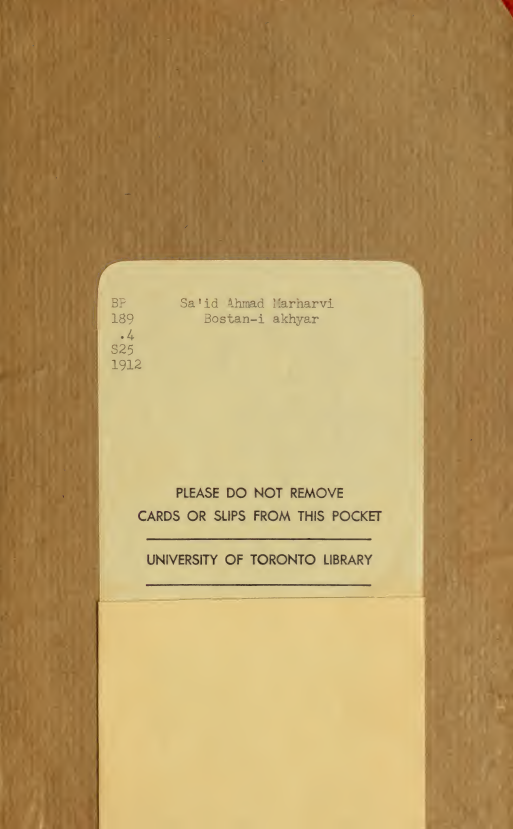 BP Sa'id Ahmad Marharvi
189 Bostan-i akhyar
.4
S25
1912
PLEASE DO NOT REMOVE
CARDS OR SLIPS FROM THIS POCKET
UNIVERSITY OF TORONTO LIBRARY